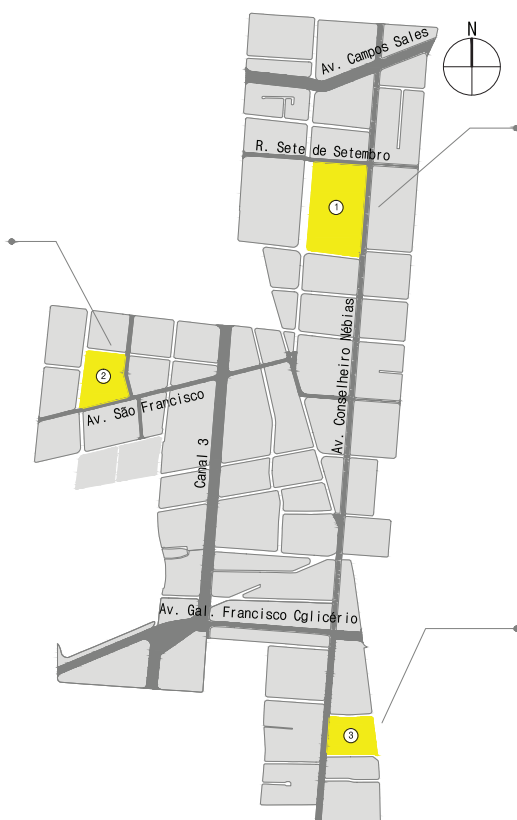 N
Av. Campos Sales
R. Sete de Setembro
1
Av. Conselheiro Nébias
2
Av. São Francisco
Canal 3
Av. Gal. Francisco Cglicério
3